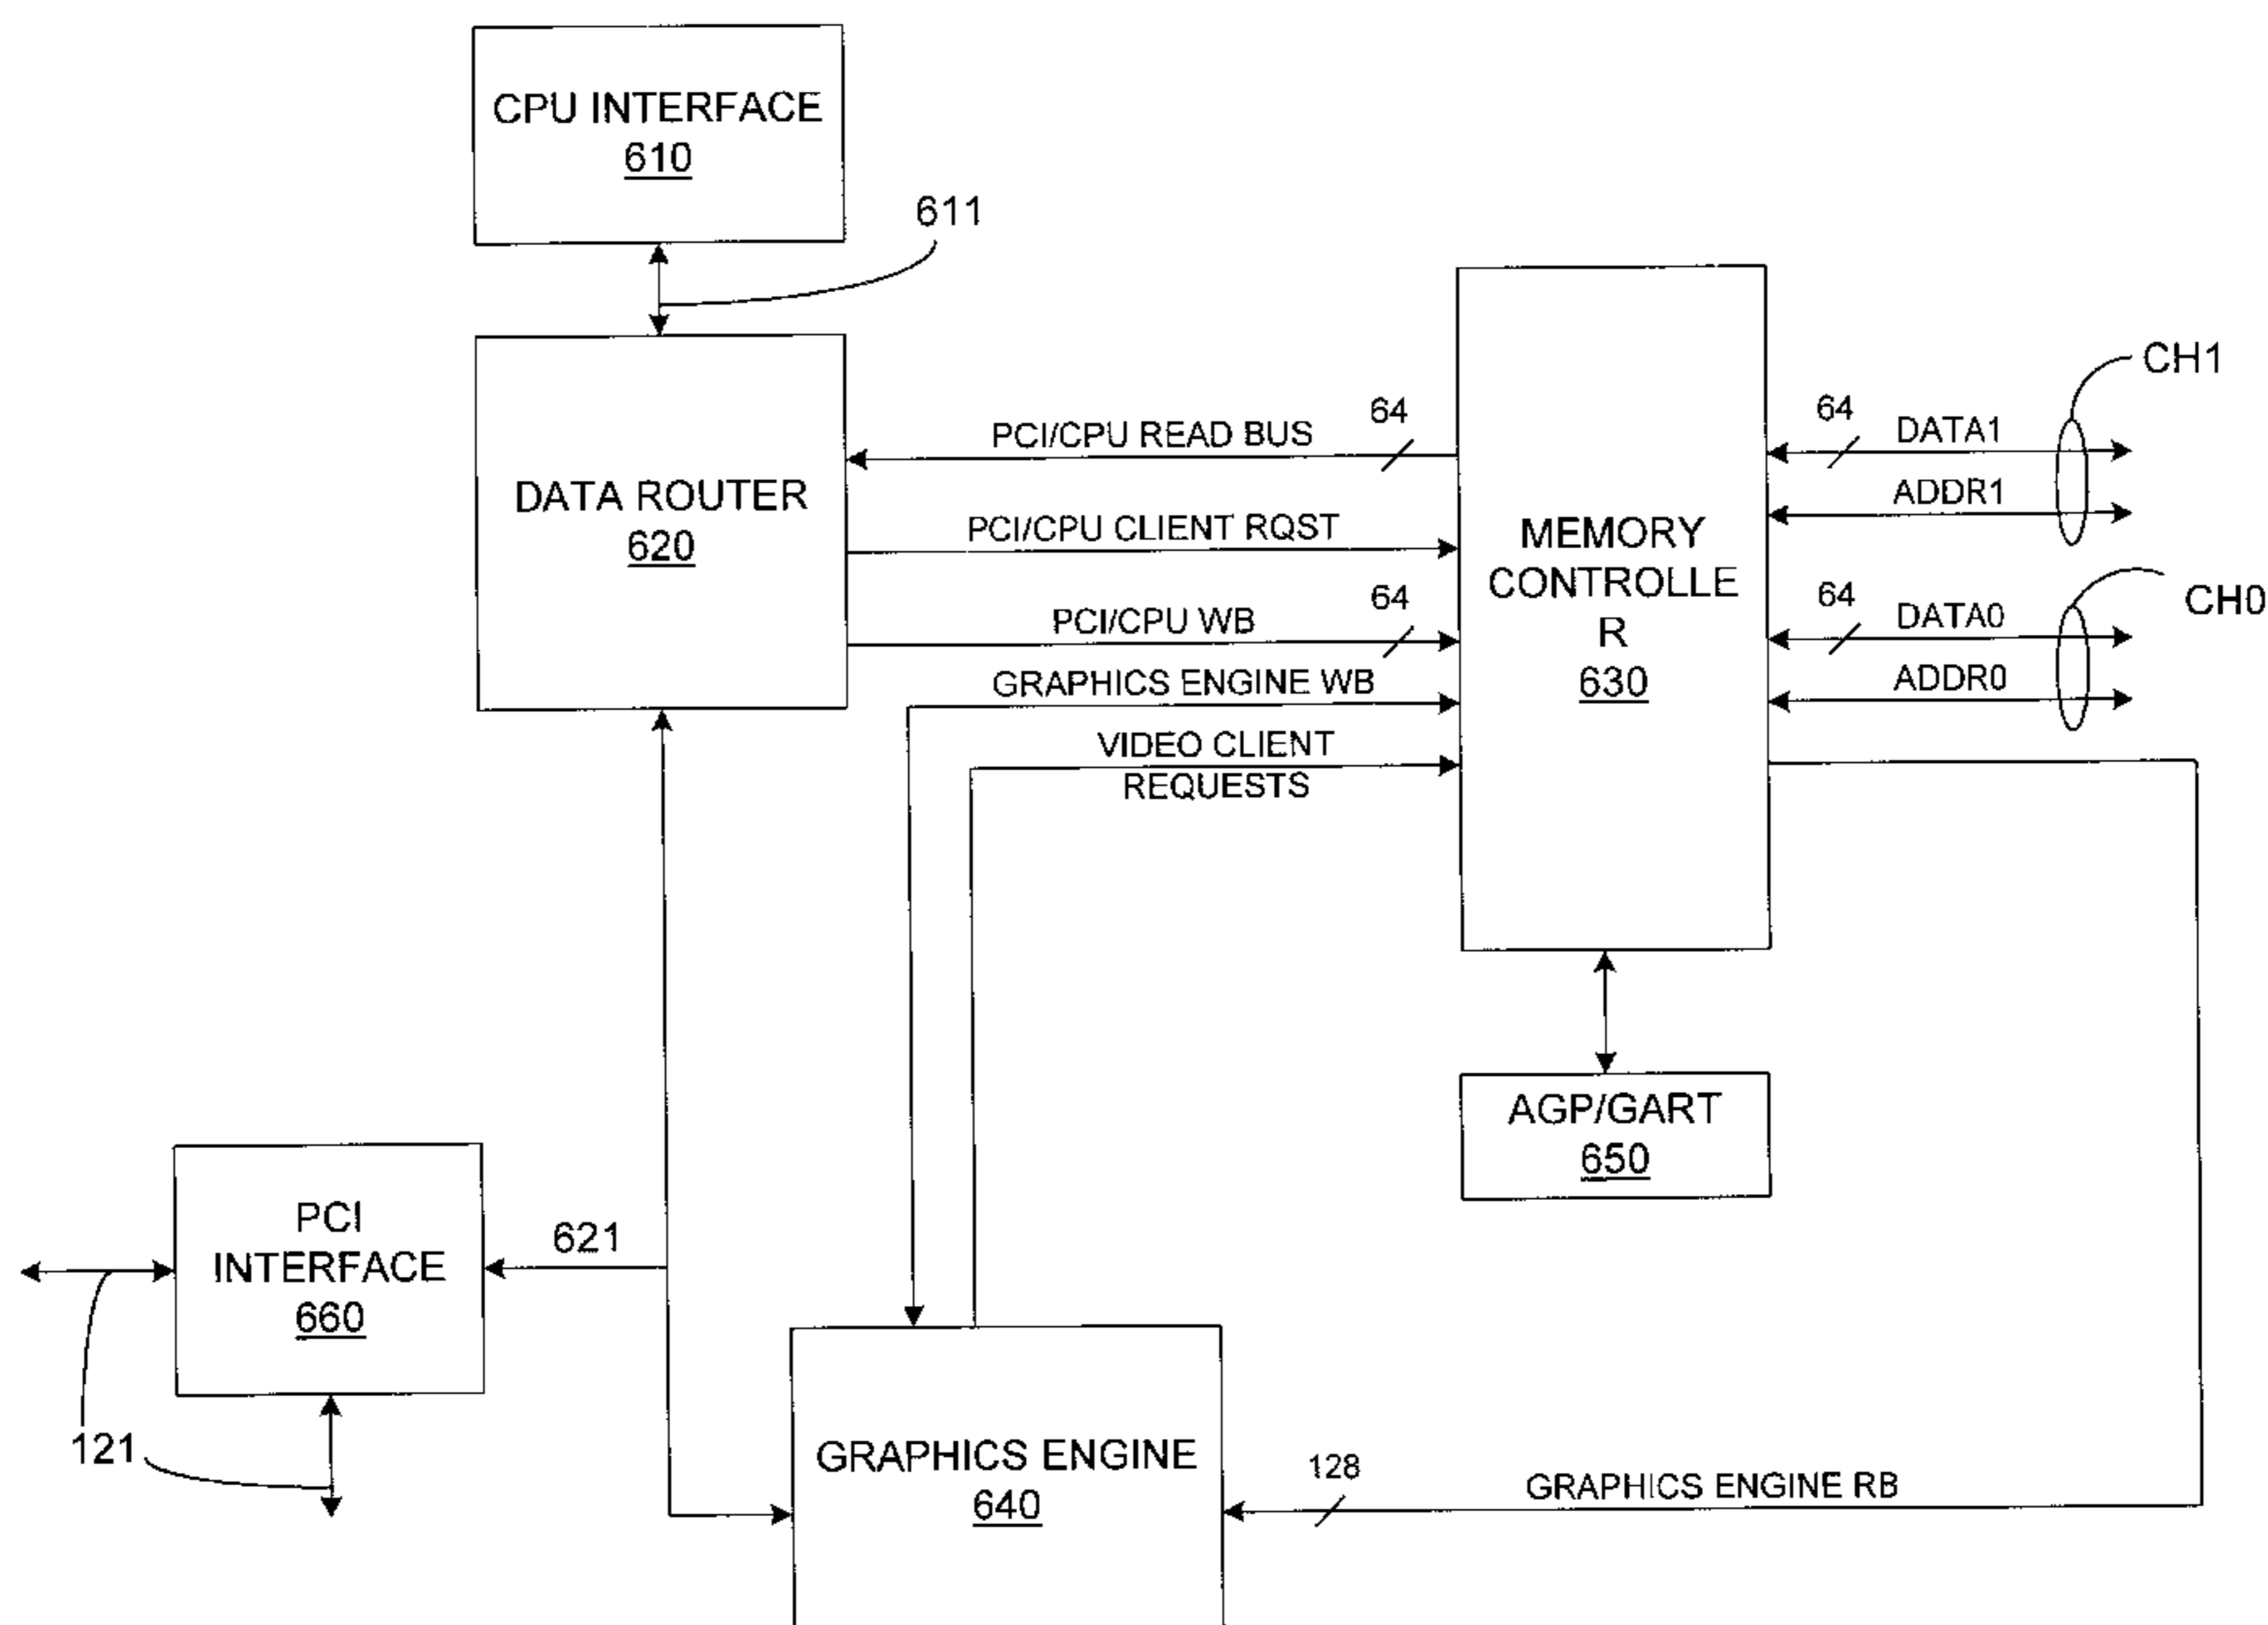 CPU INTERFACE
610
611
CH1
64
64
DATA1
PCI/CPU READ BUS
DATA ROUTER
620
ADDR1
PCI/CPU CLIENT RQST
MEMORY
CONTROLLE
R
630
64
PCI/CPU WB
64
DATA0
CH0
GRAPHICS ENGINE WB
ADDR0
VIDEO CLIENT
REQUESTS
AGP/GART
650
PCI
INTERFACE
660
621
121
GRAPHICS ENGINE
640
128
GRAPHICS ENGINE RB